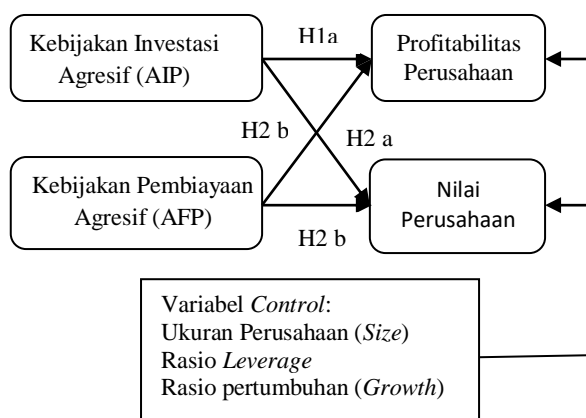 Kebijakan Investasi
Agresif (AIP)
H1a
Profitabilitas
Perusahaan
H2 b
H2 a
Kebijakan Pembiayaan
Agresif (AFP)
H2 b
Nilai
Perusahaan
Variabel Control:
Ukuran Perusahaan (Size)
Rasio Leverage
Rasio pertumbuhan (Growth)